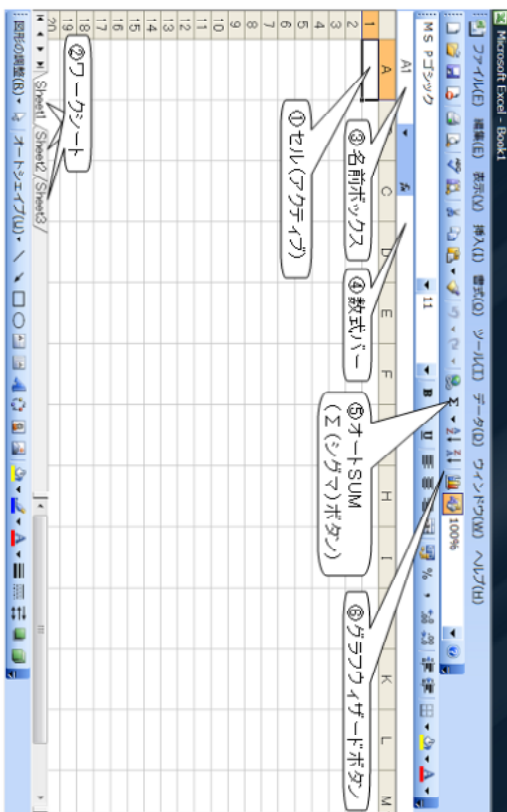 Microsoft Excel - Book1
ファイル(F) 編集(E) 表示(V) 挿入(I) 書式(O) ツール(T) データ(D) ウィンドウ(W) ヘルプ(H)
Σ 100%
MS Pゴシック 11 B U %
A1 fx
A C D E F H I K L M
1
2
3
4
5
6
7
8
9
10
11
12
13
14
15
16
17
18
19
20
③名前ボックス
④数式バー
⑤オートSUM
(Σ(シグマ)ボタン)
⑥グラフウィザードボタン
①セル(アクティブ)
②ワークシート
Sheet1 / Sheet2 / Sheet3 /
図形の調整(R) オートシェイプ(U)